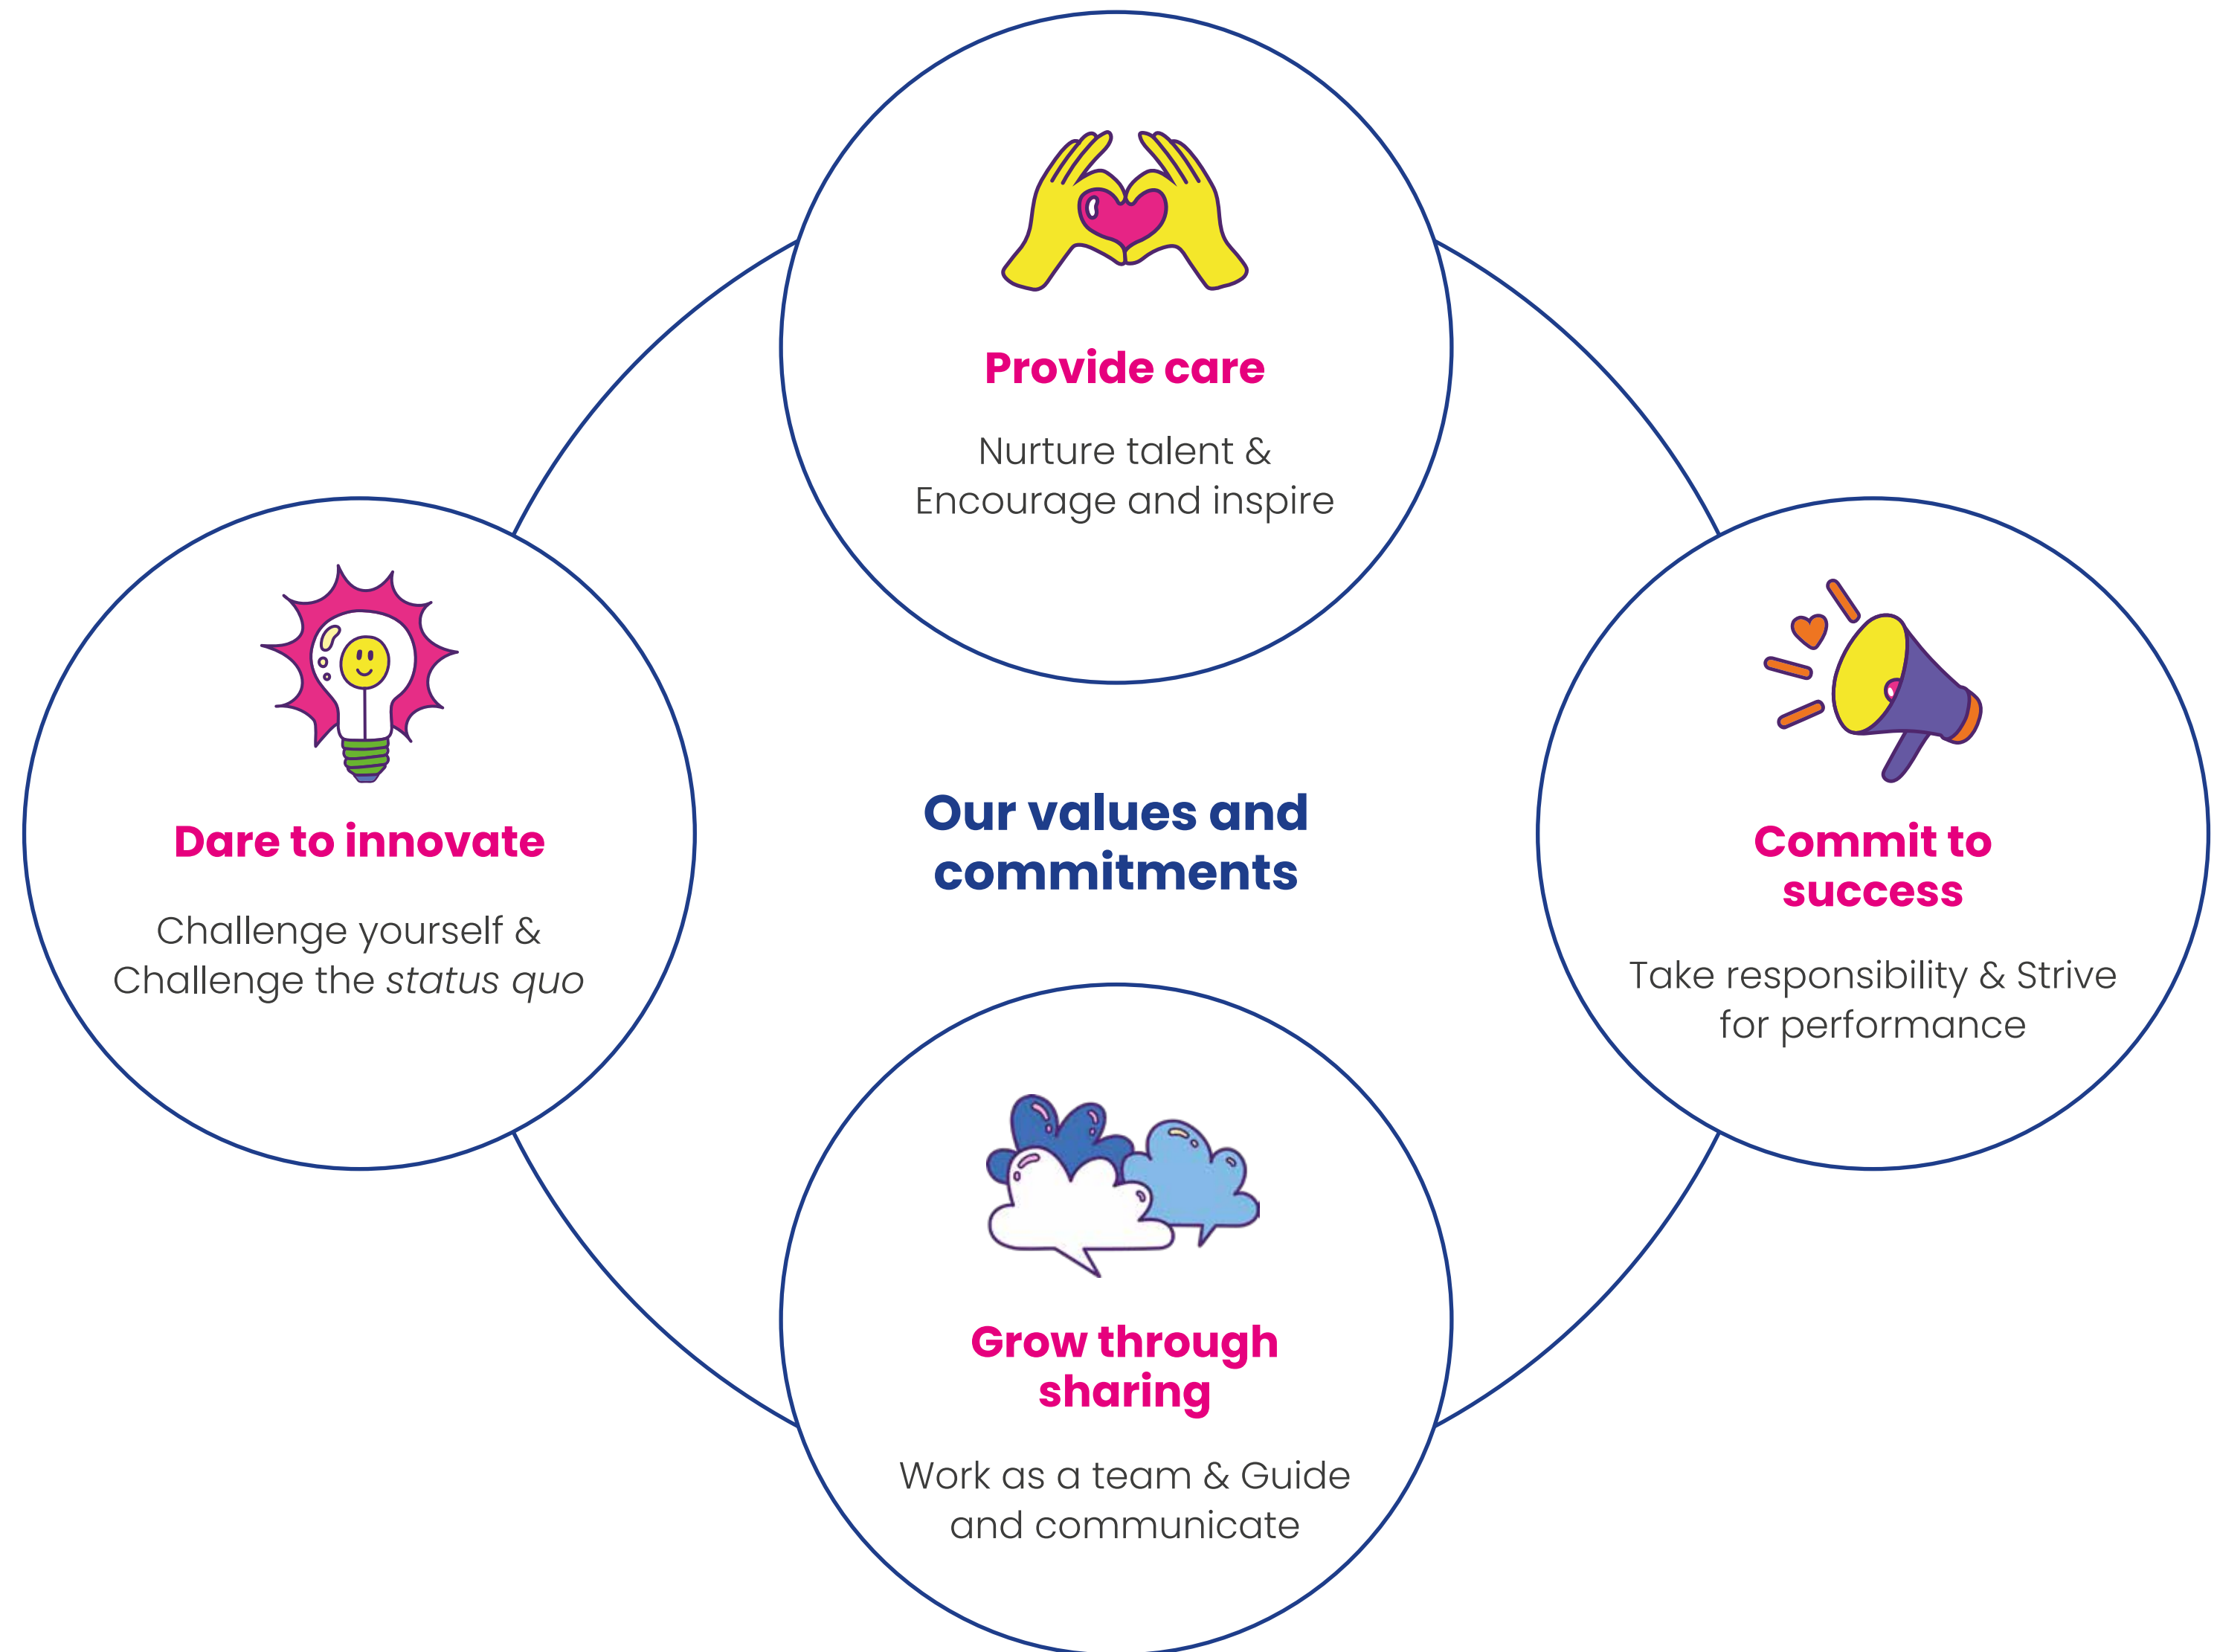 Provide care
Nurture talent &
Encourage and inspire
Dare to innovate
Challenge yourself &
Challenge the status quo
Our values and
commitments
Commit to
success
Take responsibility & Strive
for performance
Grow through
sharing
Work as a team & Guide
and communicate